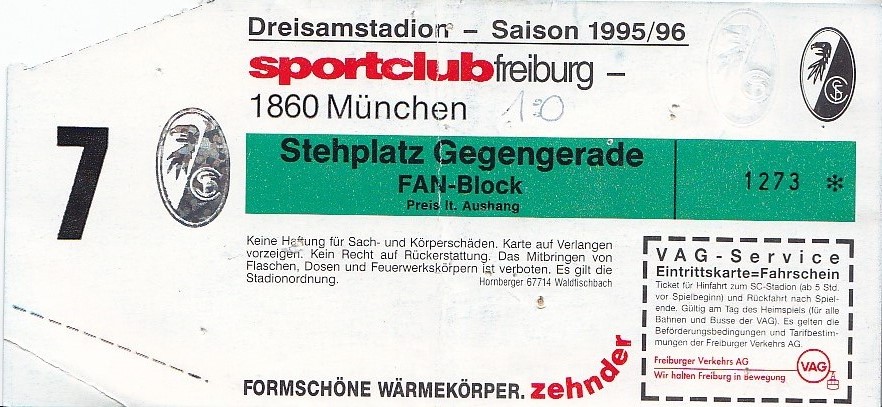 Dreisamstadion – Saison 1995/96
sportclub freiburg –
1860 München 1:0
7
Stehplatz Gegengerade
FAN-Block
Preis lt. Aushang
1273 *
Keine Haftung für Sach- und Körperschäden. Karte auf Verlangen
vorzeigen. Kein Recht auf Rückerstattung. Das Mitbringen von
Flaschen, Dosen und Feuerwerkskörpern ist verboten. Es gilt die
Stadionordnung.
Hornberger 67714 Waldfischbach
VAG-Service
Eintrittskarte=Fahrschein
Ticket für Hinfahrt zum SC-Stadion (ab 5 Std.
vor Spielbeginn) und Rückfahrt nach Spiel-
ende. Gültig am Tag des Heimspiels (für alle
Bahnen und Busse der VAG). Es gelten die
Beförderungsbedingungen und Tarifbestim-
mungen der Freiburger Verkehrs AG.
Freiburger Verkehrs AG
Wir halten Freiburg in Bewegung
VAG
FORMSCHÖNE WÄRMEKÖRPER. zehnder